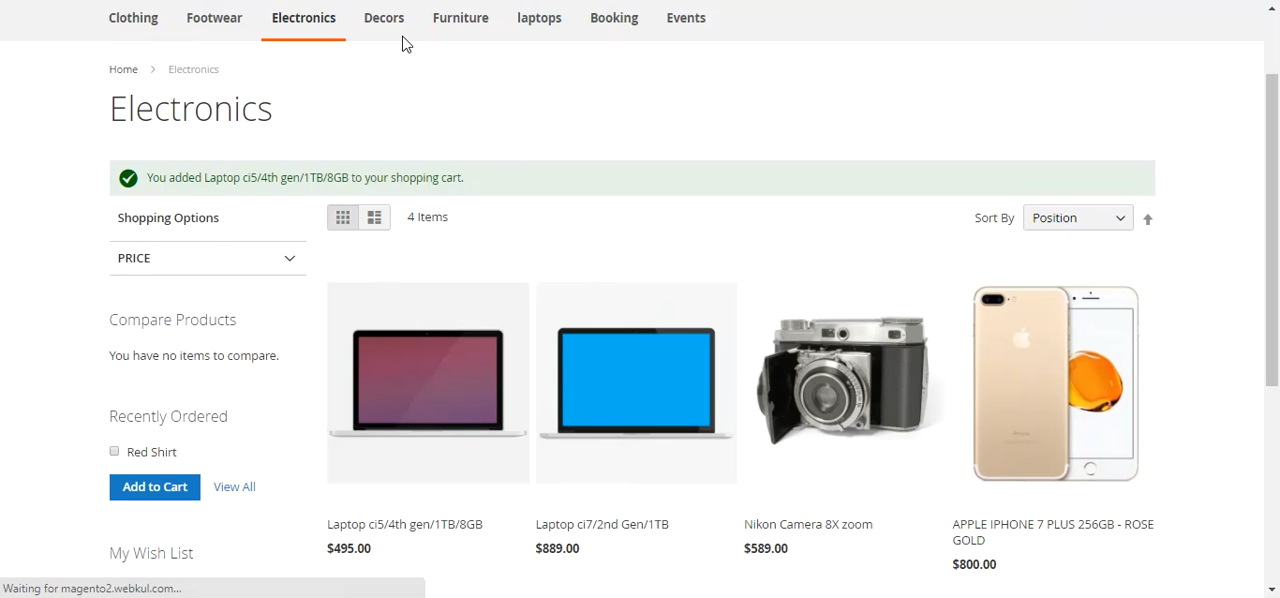 Clothing Footwear Electronics Decors Furniture laptops Booking Events
Home Electronics
Electronics
You added Laptop ci5/4th gen/1TB/8GB to your shopping cart.
Shopping Options
4 Items
Sort By Position
PRICE
Compare Products
You have no items to compare.
Recently Ordered
Red Shirt
Add to Cart View All
My Wish List
Laptop ci5/4th gen/1TB/8GB
$495.00
Laptop ci7/2nd Gen/1TB
$889.00
Nikon Camera 8X zoom
$589.00
APPLE IPHONE 7 PLUS 256GB - ROSE
GOLD
$800.00
Waiting for magento2.webkul.com...